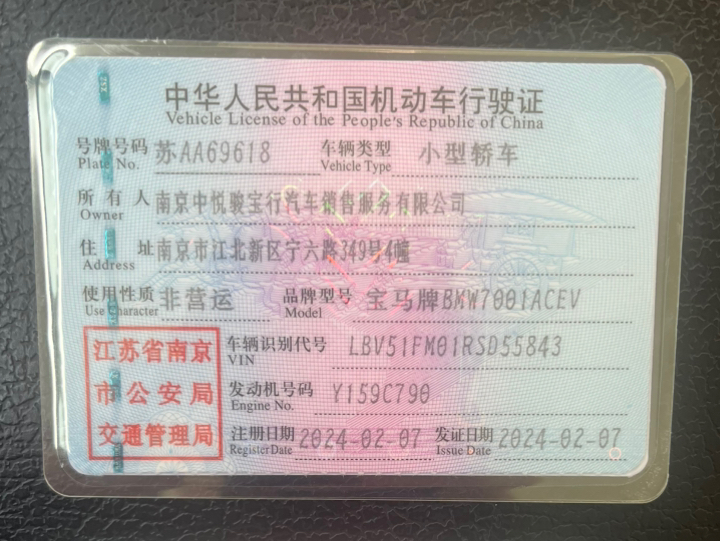 中华人民共和国机动车行驶证
Vehicle License of the People's Republic of China
号牌号码 苏AA69618 车辆类型 小型轿车
Plate No. Vehicle Type
所有人 南京中悦骏宝行汽车销售服务有限公司
Owner
住址 南京市江北新区宁六路349号4幢
Address
使用性质 非营运 品牌型号 宝马牌BMW7001ACEV
Use Character Model
江苏省南京
市公安局
交通管理局
车辆识别代号 LBV51FM01RSD55843
VIN
发动机号码 Y159C790
Engine No.
注册日期 2024-02-07 发证日期 2024-02-07
Register Date Issue Date